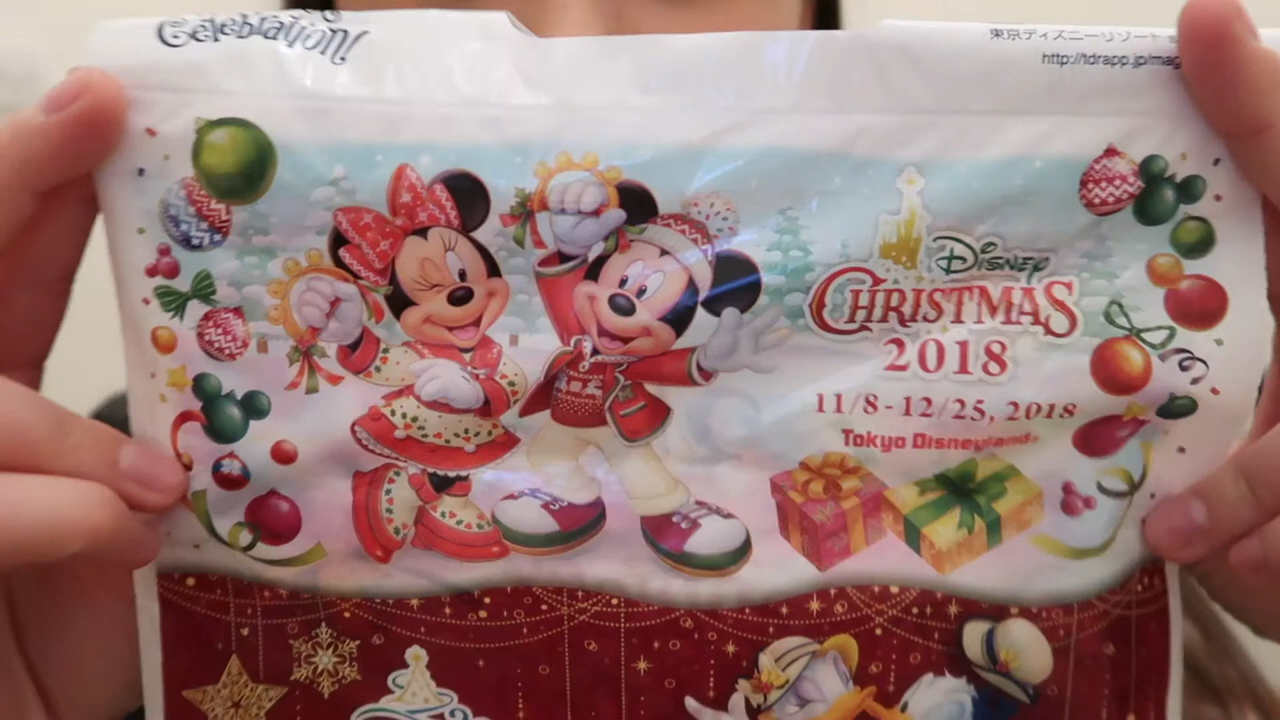 Celebration!
東京ディズニーリゾート
http://tdrapp.jp/mag
Disney
CHRISTMAS
2018
11/8-12/25, 2018
Tokyo Disneyland®